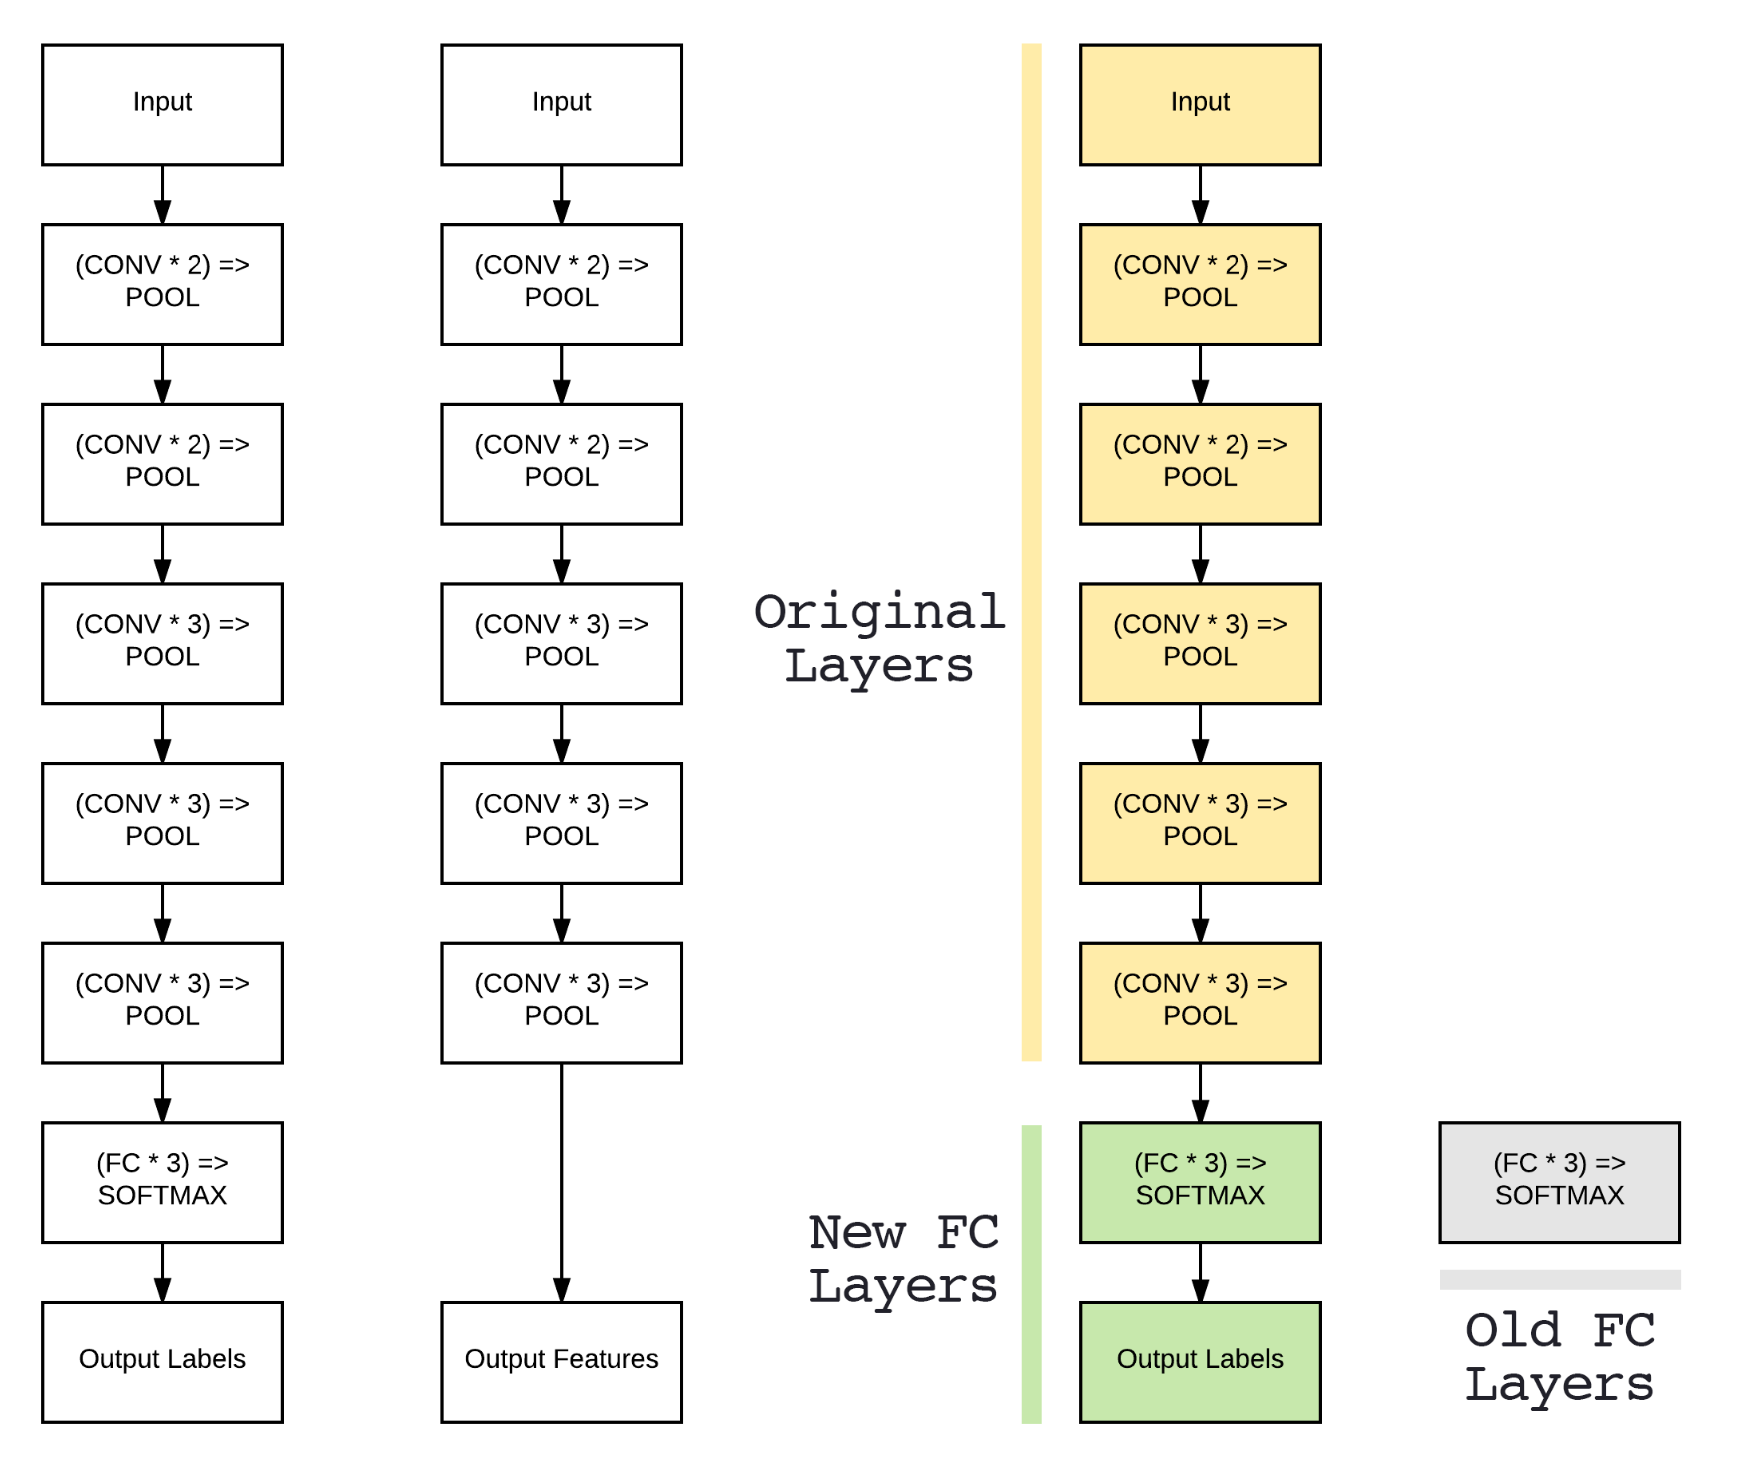 Input
(CONV * 2) =>
POOL
(CONV * 2) =>
POOL
(CONV * 3) =>
POOL
(CONV * 3) =>
POOL
(CONV * 3) =>
POOL
(FC * 3) =>
SOFTMAX
Output Labels
Input
(CONV * 2) =>
POOL
(CONV * 2) =>
POOL
(CONV * 3) =>
POOL
(CONV * 3) =>
POOL
(CONV * 3) =>
POOL
Output Features
Original
Layers
New FC
Layers
Input
(CONV * 2) =>
POOL
(CONV * 2) =>
POOL
(CONV * 3) =>
POOL
(CONV * 3) =>
POOL
(CONV * 3) =>
POOL
(FC * 3) =>
SOFTMAX
Output Labels
(FC * 3) =>
SOFTMAX
Old FC
Layers